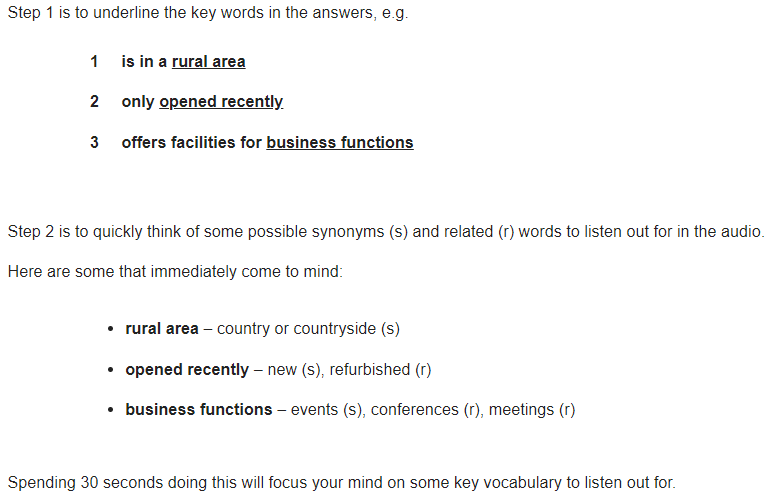 Step 1 is to underline the key words in the answers, e.g.
1 is in a rural area
2 only opened recently
3 offers facilities for business functions
Step 2 is to quickly think of some possible synonyms (s) and related (r) words to listen out for in the audio.
Here are some that immediately come to mind:
• rural area – country or countryside (s)
• opened recently – new (s), refurbished (r)
• business functions – events (s), conferences (r), meetings (r)
Spending 30 seconds doing this will focus your mind on some key vocabulary to listen out for.